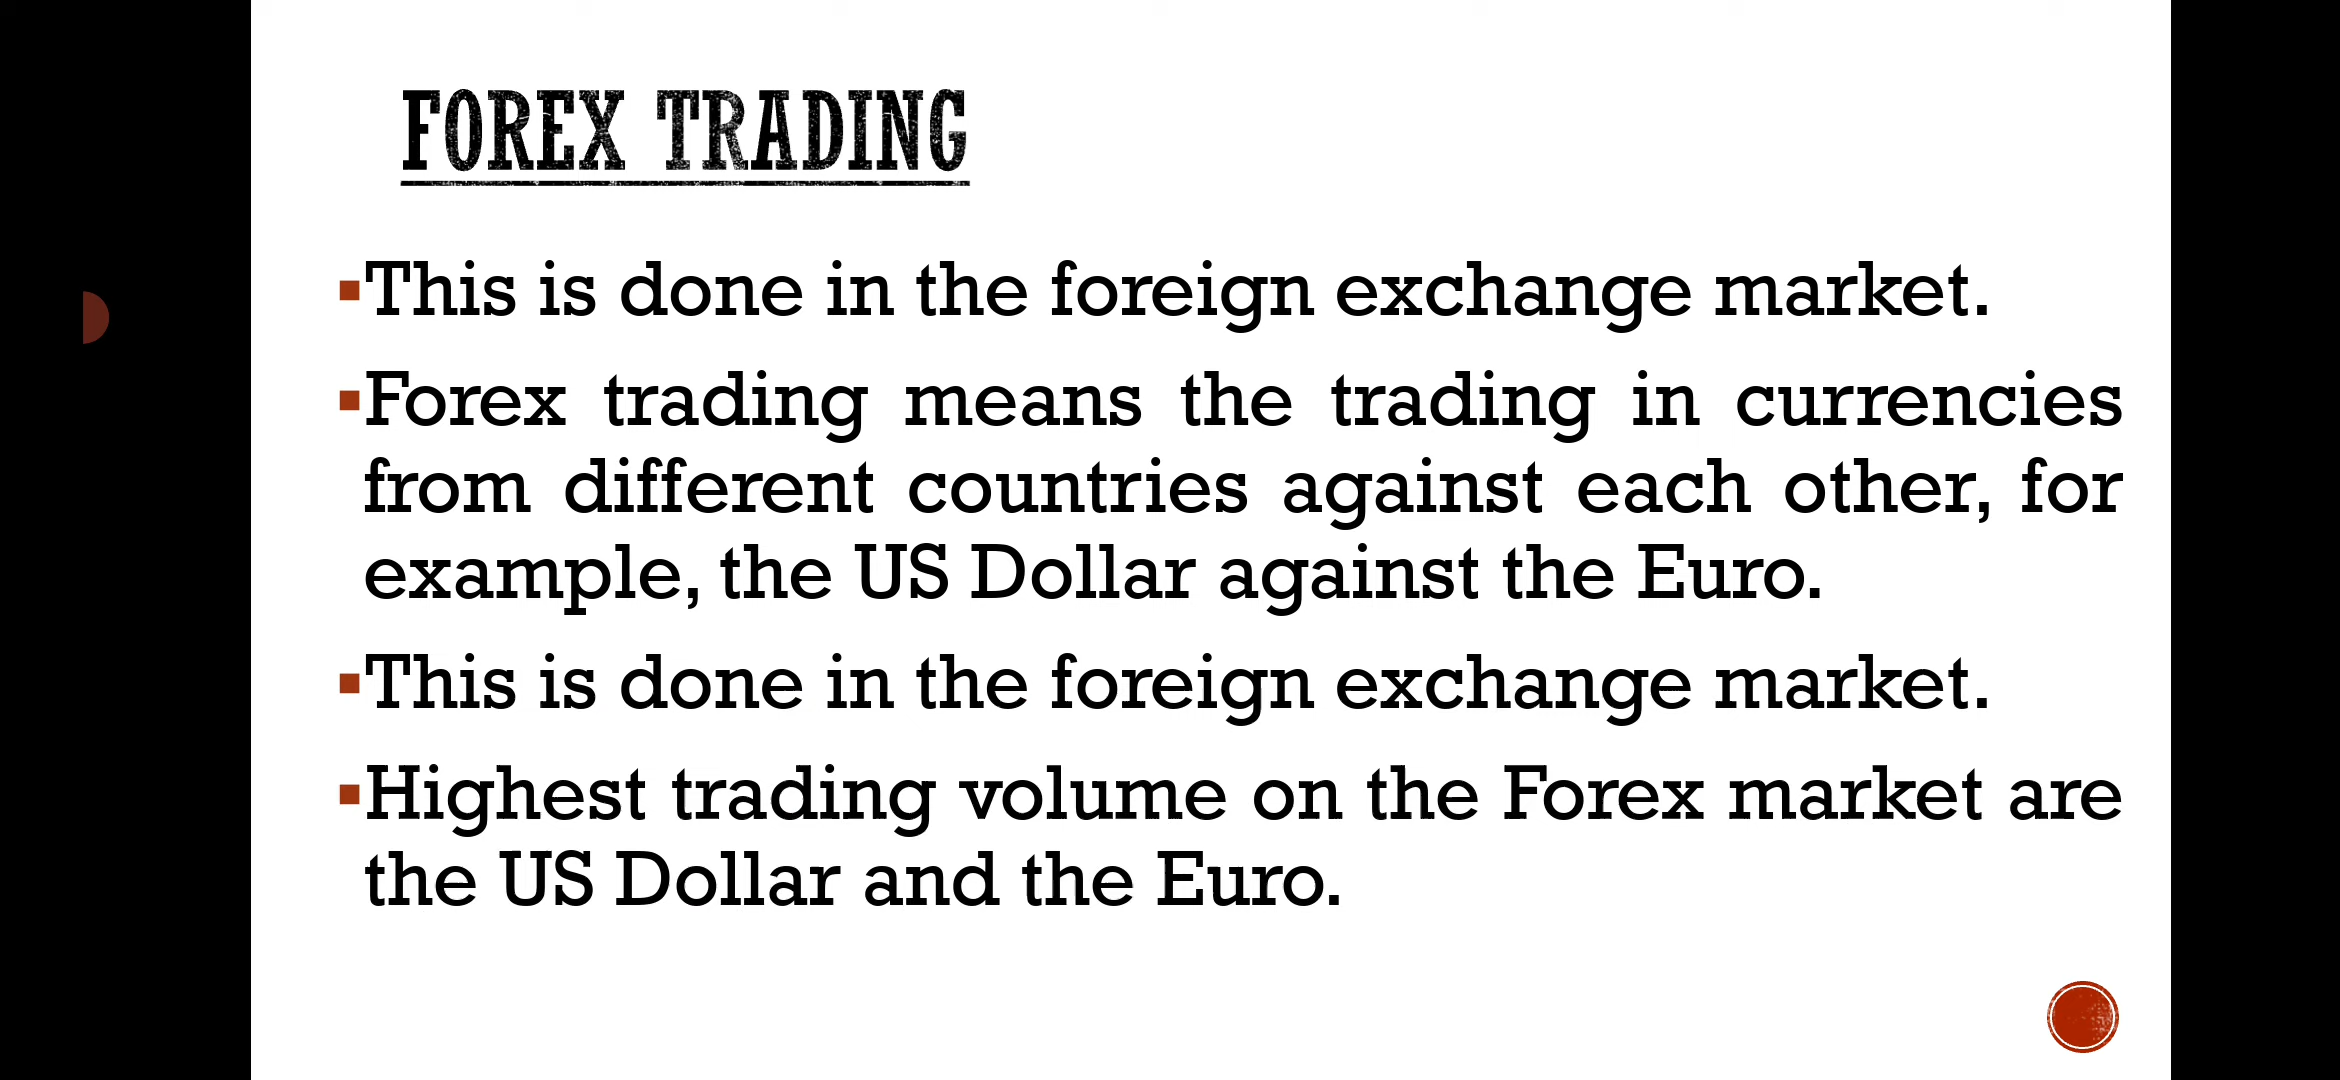 FOREX TRADING
▪This is done in the foreign exchange market.
▪Forex trading means the trading in currencies
from different countries against each other, for
example, the US Dollar against the Euro.
▪This is done in the foreign exchange market.
▪Highest trading volume on the Forex market are
the US Dollar and the Euro.